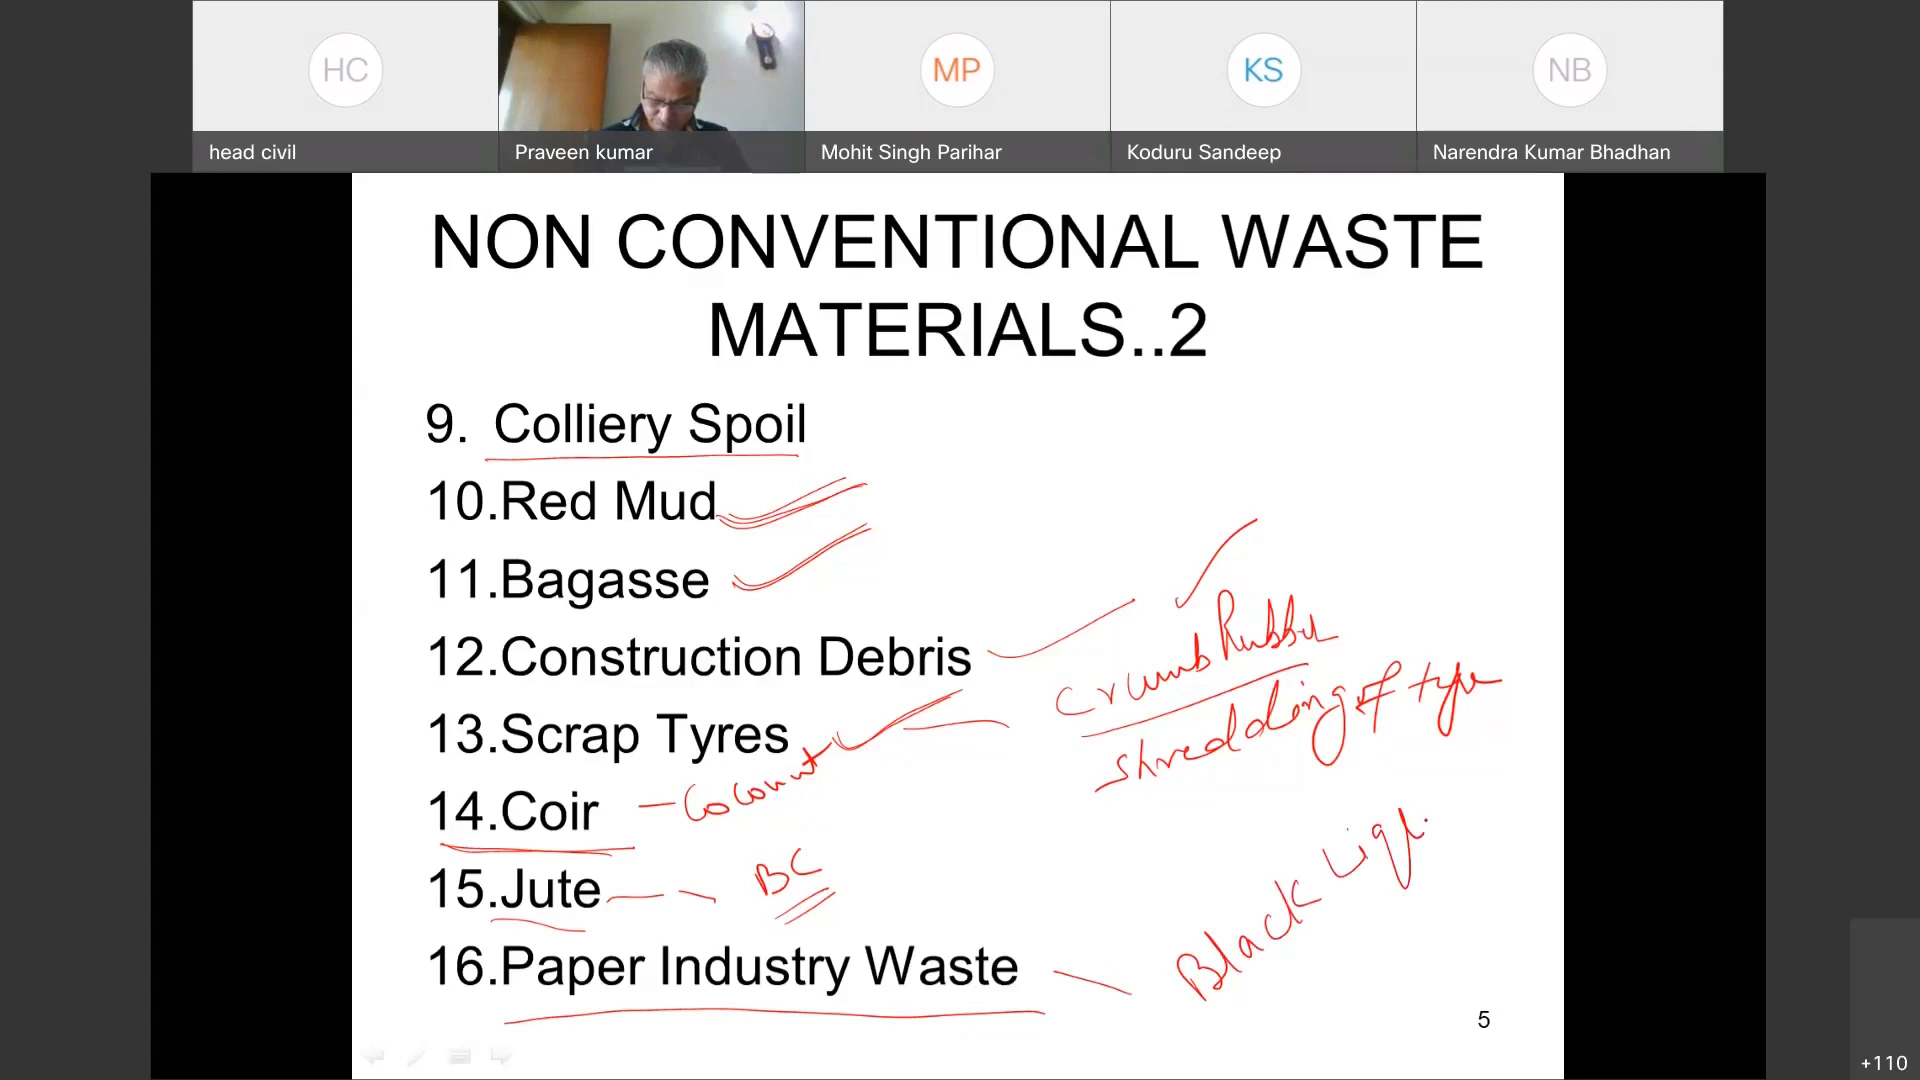 HC
MP
KS
NB
head civil
Praveen kumar
Mohit Singh Parihar
Koduru Sandeep
Narendra Kumar Bhadhan
NON CONVENTIONAL WASTE
MATERIALS..2
9. Colliery Spoil
10.Red Mud
11.Bagasse
12.Construction Debris
Crumb Rubber
shredding of tyre
13.Scrap Tyres
14.Coir
Coconut
15.Jute
BC
16.Paper Industry Waste
Black
5
+110